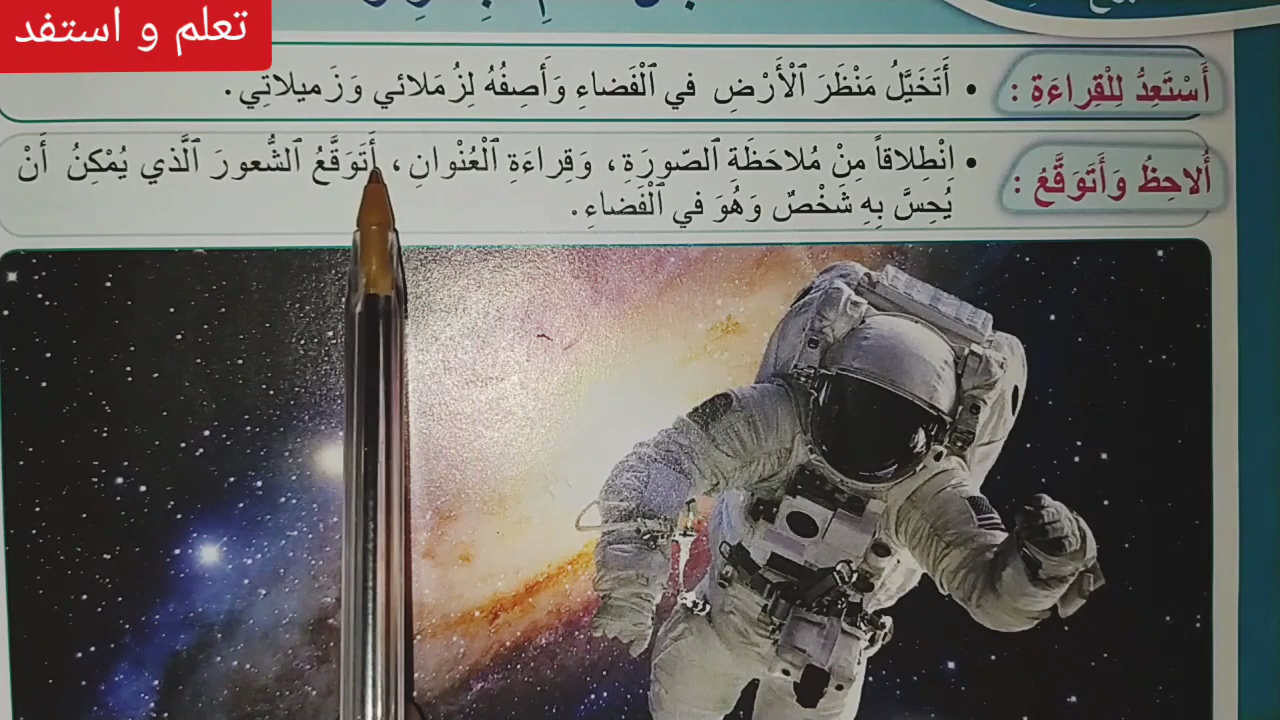 تعلم و استفد
أَسْتَعِدُّ لِلْقِراءَةِ :
• أَتَخَيَّلُ مَنْظَرَ ٱلْأَرْضِ في ٱلْفَضاءِ وَأَصِفُهُ لِزُمَلائي وَزَميلاتِي.
أُلاحِظُ وَأَتَوَقَّعُ :
• اِنْطِلاقاً مِنْ مُلاحَظَةِ ٱلصّورَةِ، وَقِراءَةِ ٱلْعُنْوانِ، أَتَوَقَّعُ ٱلشُّعورَ ٱلَّذي يُمْكِنُ أَنْ
يُحِسَّ بِهِ شَخْصٌ وَهُوَ في ٱلْفَضاءِ.